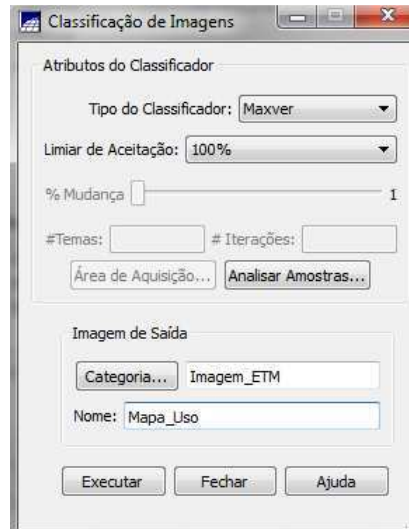 Classificação de Imagens
Atributos do Classificador
Tipo do Classificador: Maxver
Limiar de Aceitação: 100%
% Mudança 1
#Temas: # Iterações:
Área de Aquisição... Analisar Amostras...
Imagem de Saída
Categoria... Imagem_ETM
Nome: Mapa_Uso
Executar Fechar Ajuda